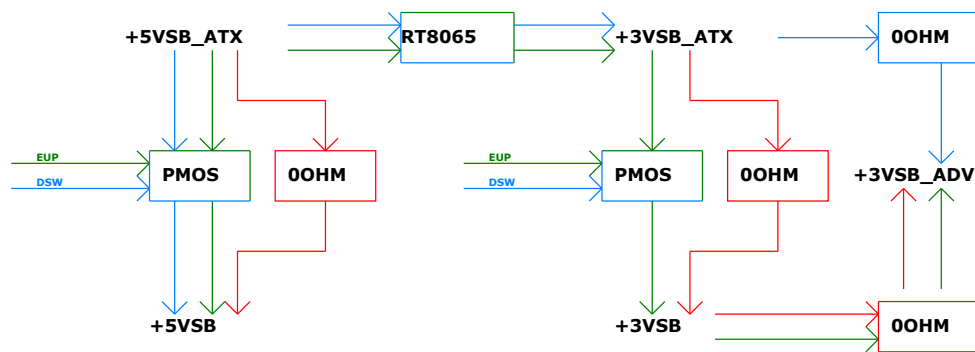 +5VSB_ATX
RT8065
+3VSB_ATX
0OHM
EUP
DSW
PMOS
0OHM
EUP
DSW
PMOS
0OHM
+3VSB_ADV
+5VSB
+3VSB
0OHM